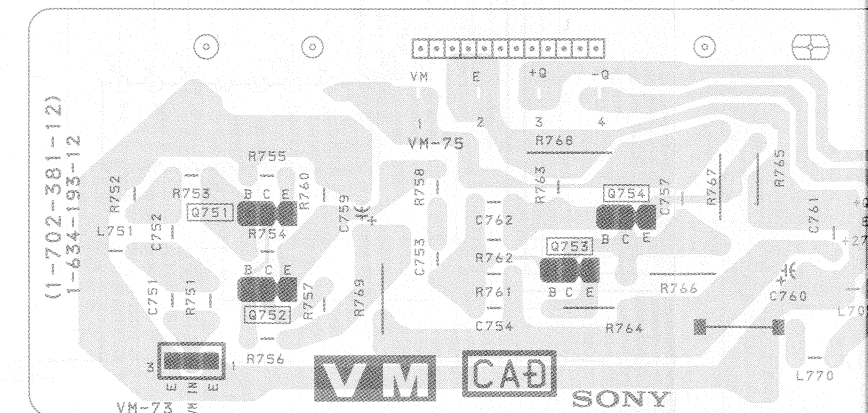 VM E +Q -Q
1 2 3 4
VM-75
R768
(1-702-381-12)
1-634-193-12
R752
L751
R753
R755
Q751
B C E
R760
C759
+
R754
C752
C751
R751
B C E
Q752
R757
R756
R769
R758
C753
C762
R762
R761
C754
R763
Q754
B C E
C757
R767
R765
Q753
B C E
R766
R764
C761
+
C760
L770
3 1
E IN E
VM-73
VM
CAD
SONY